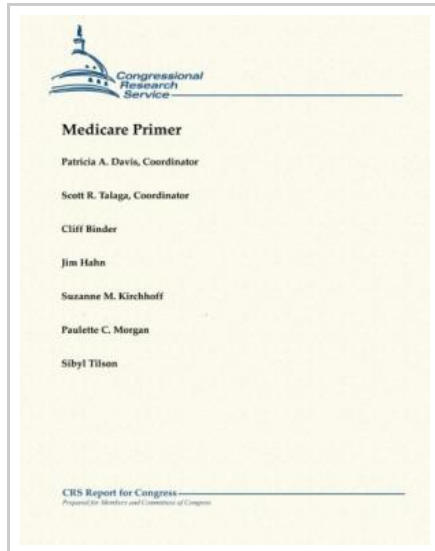 Congressional
Research
Service
Medicare Primer
Patricia A. Davis, Coordinator
Scott R. Talaga, Coordinator
Cliff Binder
Jim Hahn
Suzanne M. Kirchhoff
Paulette C. Morgan
Sibyl Tilson
CRS Report for Congress
Prepared for Members and Committees of Congress